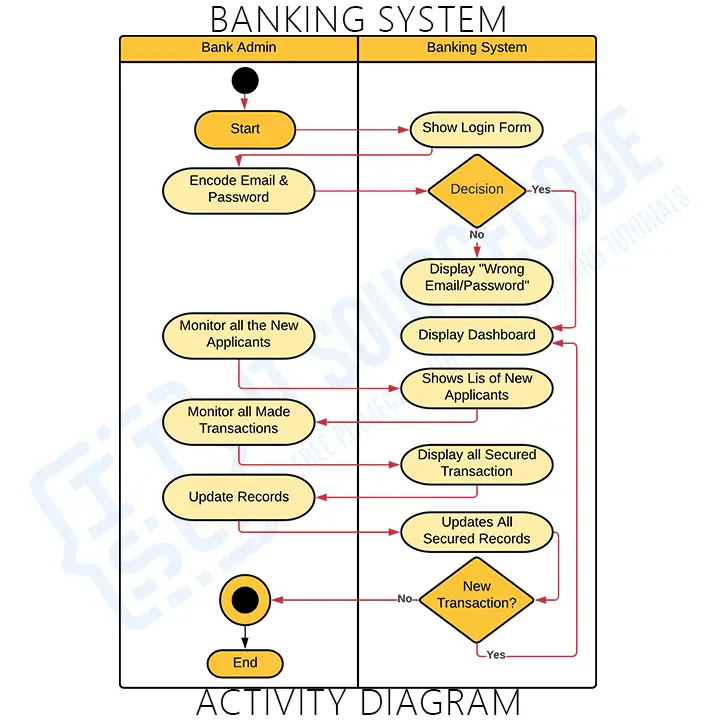 BANKING SYSTEM
Bank Admin
Banking System
Start
Show Login Form
Encode Email &
Password
Decision
Yes
No
Display "Wrong
Email/Password"
Monitor all the New
Applicants
Display Dashboard
Shows Lis of New
Applicants
Monitor all Made
Transactions
Display all Secured
Transaction
Update Records
Updates All
Secured Records
New
Transaction?
No
Yes
End
ACTIVITY DIAGRAM